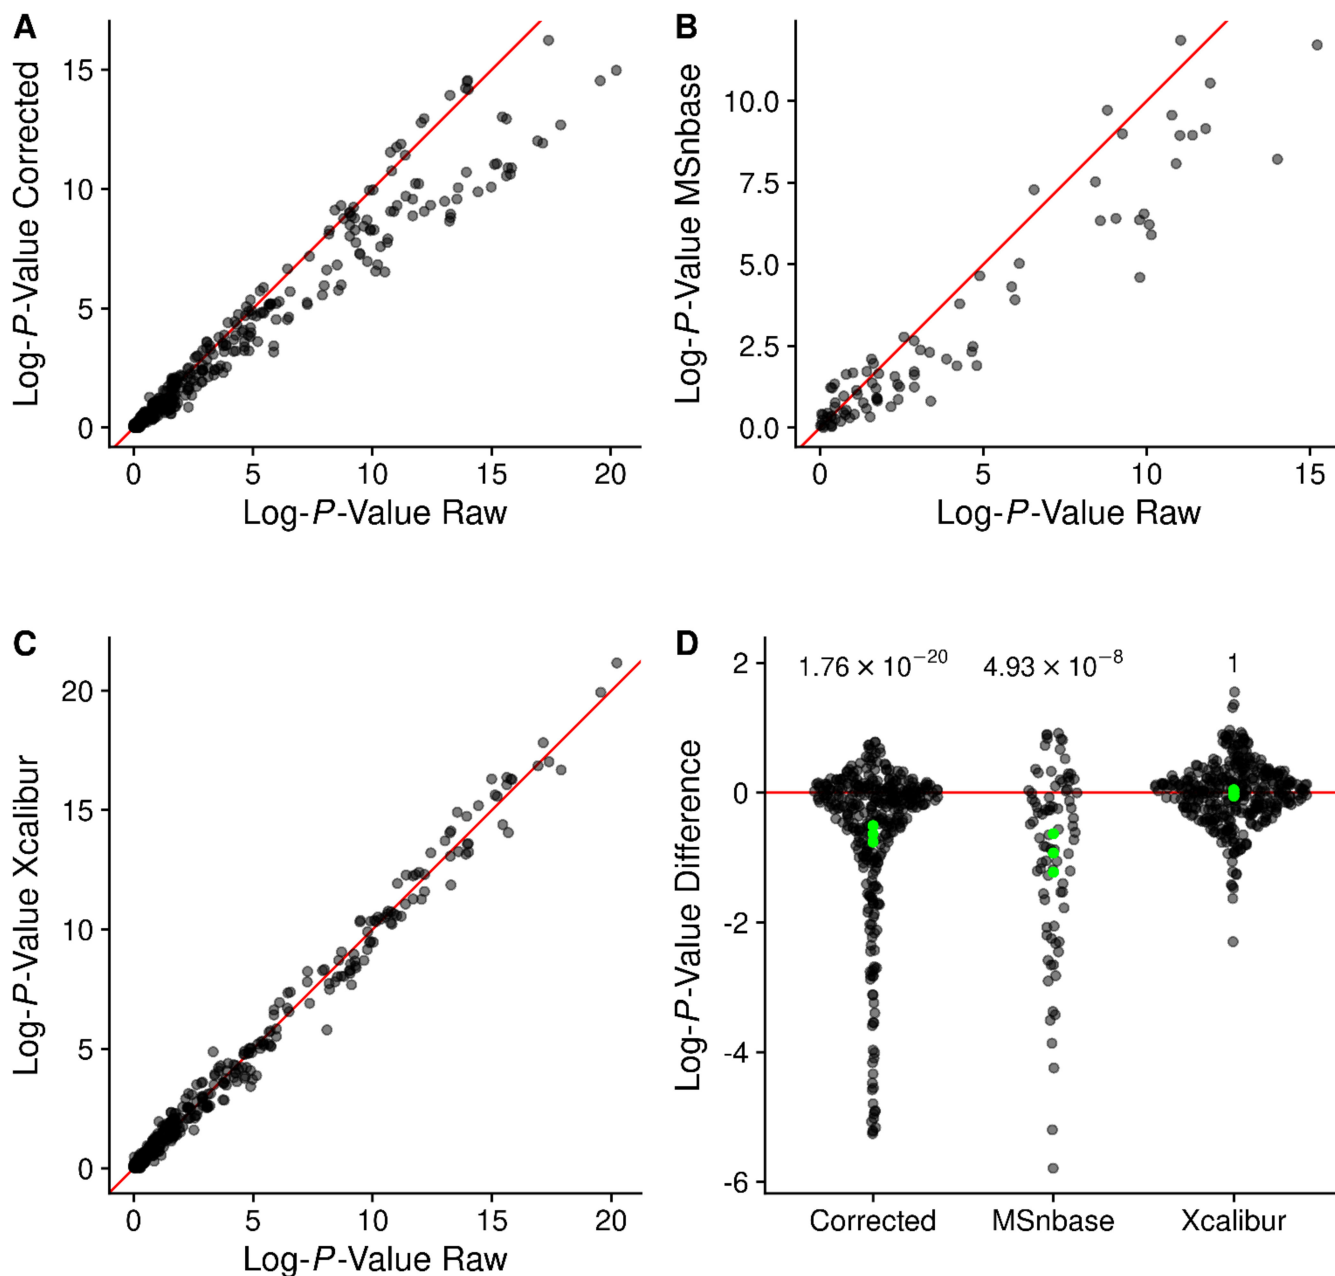 A
Log-P-Value Corrected
15
10
5
0
0 5 10 15 20
Log-P-Value Raw
B
Log-P-Value MSnbase
10.0
7.5
5.0
2.5
0.0
0 5 10 15
Log-P-Value Raw
C
Log-P-Value Xcalibur
20
15
10
5
0
0 5 10 15 20
Log-P-Value Raw
D
Log-P-Value Difference
1.76 × 10⁻²⁰ 4.93 × 10⁻⁸ 1
2
0
-2
-4
-6
Corrected MSnbase Xcalibur